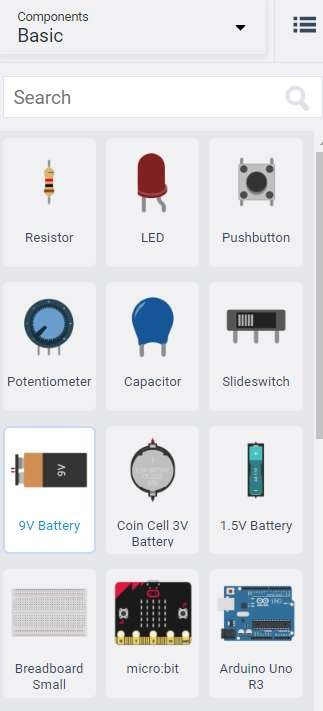 Components
Basic
Search
Resistor
LED
Pushbutton
Potentiometer
Capacitor
Slideswitch
9V
9V Battery
Coin Cell 3V
Battery
1.5V Battery
Breadboard
Small
micro:bit
Arduino Uno
R3